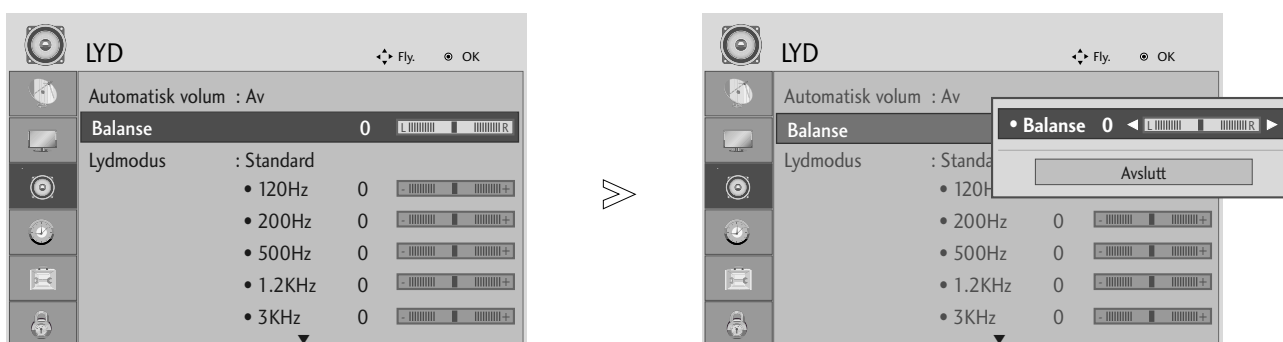 LYD
Fly. OK
Automatisk volum : Av
Balanse 0 L R
Lydmodus : Standard
• 120Hz 0 - +
• 200Hz 0 - +
• 500Hz 0 - +
• 1.2KHz 0 - +
• 3KHz 0 - +
LYD
Fly. OK
Automatisk volum : Av
Balanse
• Balanse 0 L R
Avslutt
Lydmodus : Standa
• 120H
• 200Hz 0 - +
• 500Hz 0 - +
• 1.2KHz 0 - +
• 3KHz 0 - +